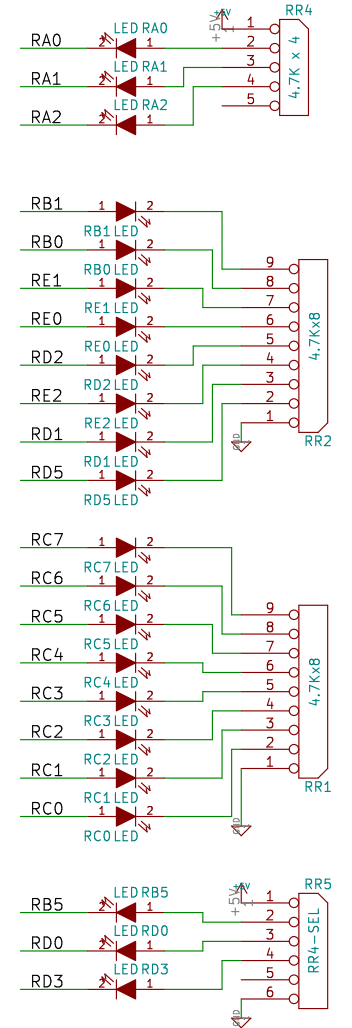 +5V RR4
LED RA0 +5V 1
RA0 2 1 2
LED RA1 3
RA1 2 1 4.7K x 4
LED RA2 4
RA2 2 1 5
RB1 1 2
RB1 LED
RB0 1 2 9
RB0 LED 8
RE1 1 2 7
RE1 LED
RE0 1 2 6 4.7Kx8
RE0 LED 5
RD2 1 2 4
RD2 LED 3
RE2 1 2 2
RE2 LED 1
RD1 1 2 GND RR2
RD1 LED
RD5 1 2
RD5 LED
RC7 1 2
RC7 LED
RC6 1 2
RC6 LED 9
RC5 1 2 8
RC5 LED 7
RC4 1 2 6
RC4 LED 4.7Kx8
RC3 1 2 5
RC3 LED 4
RC2 1 2 3
RC2 LED 2
RC1 1 2 1
RC1 LED RR1
RC0 1 2 GND
RC0 LED
+5V RR5
LED RB5 +5V 1 1
RB5 2 1 2
LED RD0 3 RR4-SEL
RD0 2 1 4
LED RD3 5
RD3 2 1 6
GND